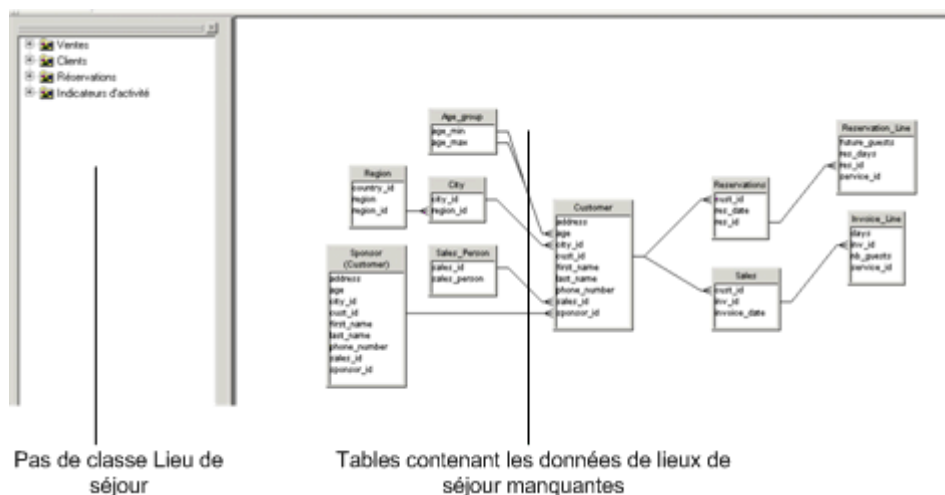 Ventes
Clients
Réservations
Indicateurs d'activité
Age_group
age_min
age_max
Region
country_id
region
region_id
City
city_id
region_id
Sponsor
(Customer)
address
age
city_id
cust_id
first_name
last_name
phone_number
sales_id
sponsor_id
Sales_Person
sales_id
sales_person
Customer
address
age
city_id
cust_id
first_name
last_name
phone_number
sales_id
sponsor_id
Reservations
cust_id
res_date
res_id
Sales
cust_id
inv_id
invoice_date
Reservation_Line
future_guests
res_days
res_id
service_id
Invoice_Line
days
inv_id
nb_guests
service_id
Pas de classe Lieu de
séjour
Tables contenant les données de lieux de
séjour manquantes